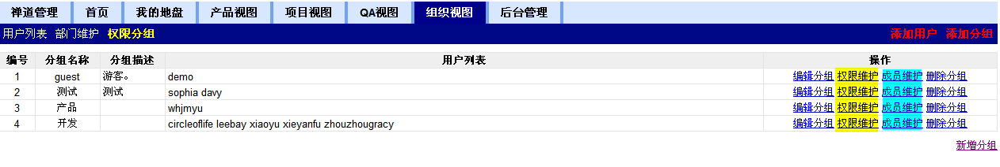 禅道管理 首页 我的地盘 产品视图 项目视图 QA视图 组织视图 后台管理
用户列表 部门维护 权限分组 添加用户 添加分组
编号 分组名称 分组描述 用户列表 操作
1 guest 游客。 demo 编辑分组 权限维护 成员维护 删除分组
2 测试 测试 sophia davy 编辑分组 权限维护 成员维护 删除分组
3 产品 whjmyu 编辑分组 权限维护 成员维护 删除分组
4 开发 circleoflife leebay xiaoyu xieyanfu zhouzhougracy 编辑分组 权限维护 成员维护 删除分组
新增分组